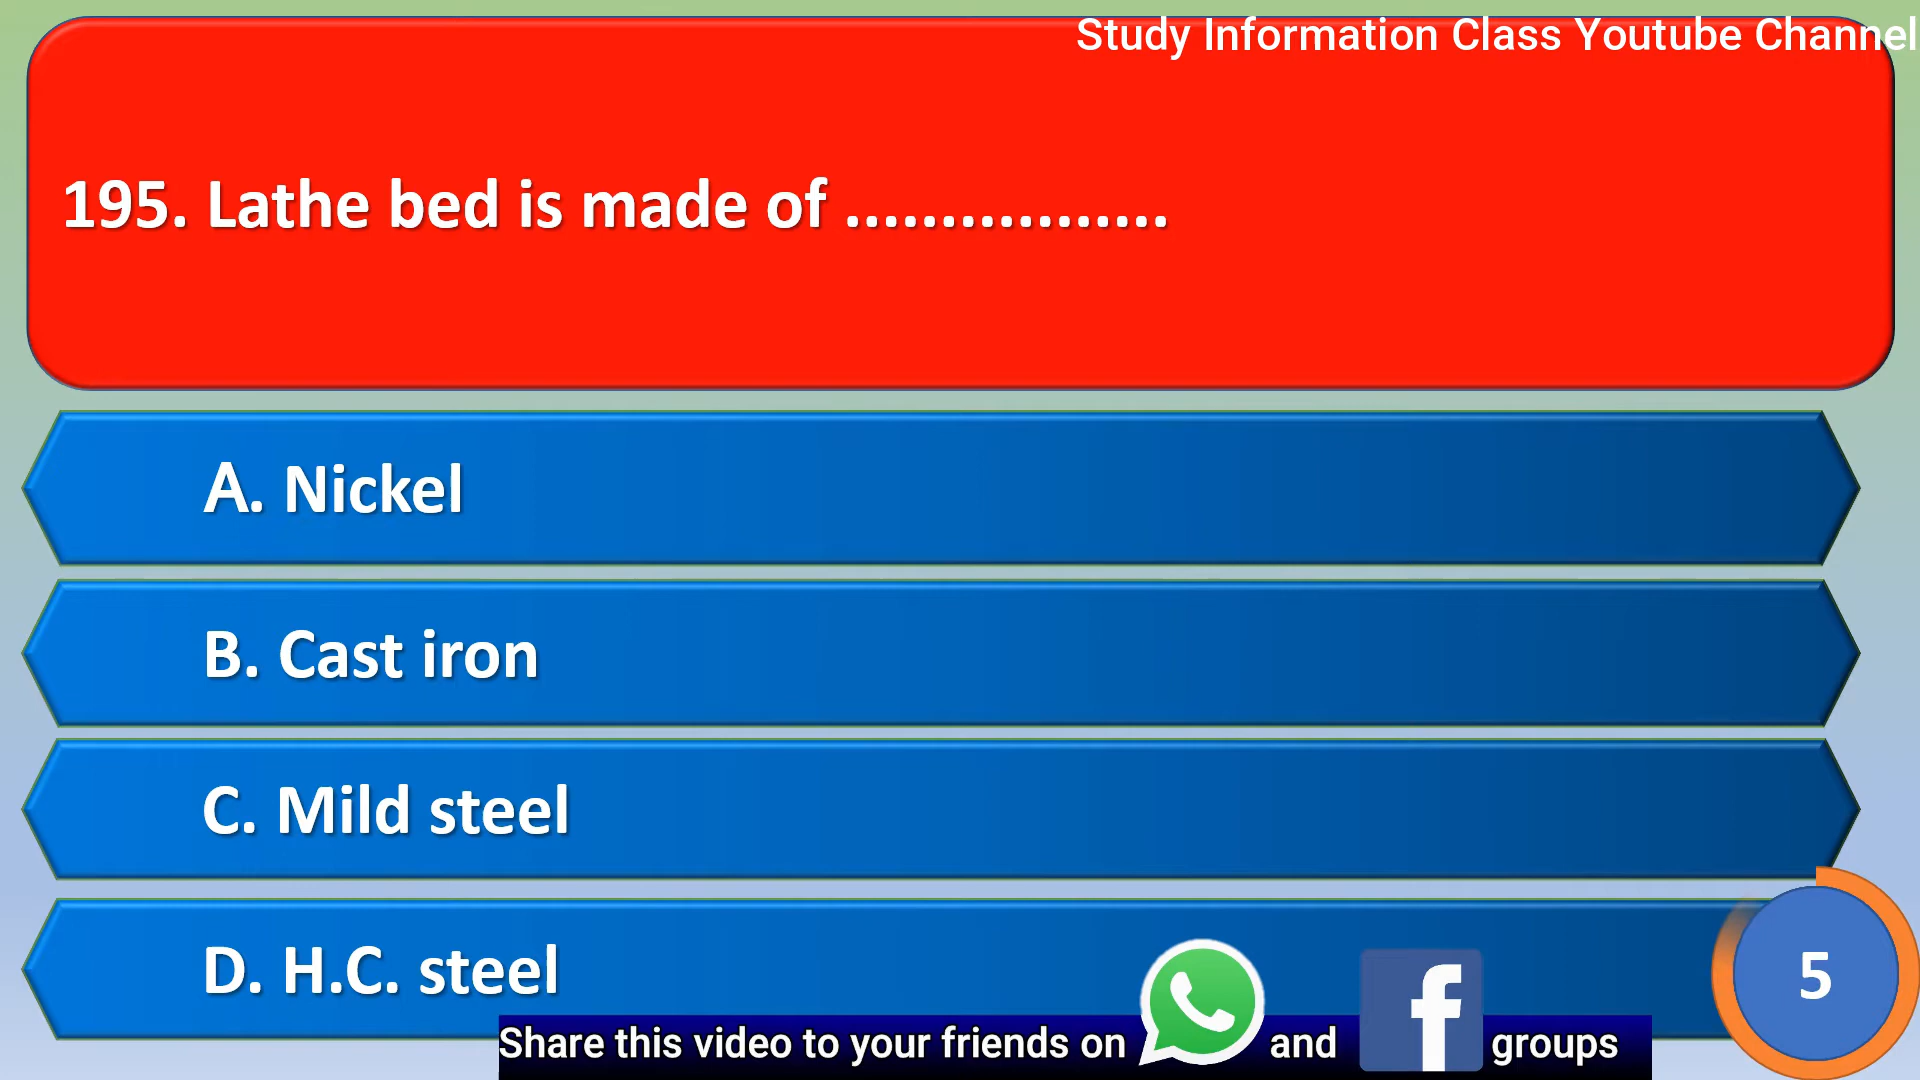 Study Information Class Youtube Channel
195. Lathe bed is made of .................
A. Nickel
B. Cast iron
C. Mild steel
D. H.C. steel
5
Share this video to your friends on and groups